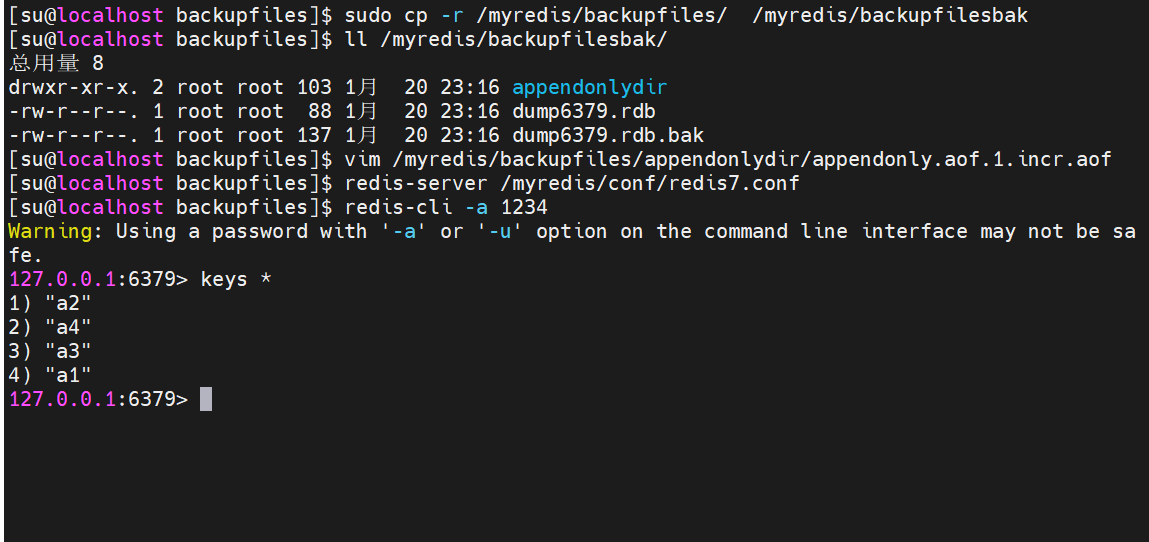 [su@localhost backupfiles]$ sudo cp -r /myredis/backupfiles/  /myredis/backupfilesbak
[su@localhost backupfiles]$ ll /myredis/backupfilesbak/
总用量 8
drwxr-xr-x. 2 root root 103 1月  20 23:16 appendonlydir
-rw-r--r--. 1 root root  88 1月  20 23:16 dump6379.rdb
-rw-r--r--. 1 root root 137 1月  20 23:16 dump6379.rdb.bak
[su@localhost backupfiles]$ vim /myredis/backupfiles/appendonlydir/appendonly.aof.1.incr.aof
[su@localhost backupfiles]$ redis-server /myredis/conf/redis7.conf
[su@localhost backupfiles]$ redis-cli -a 1234
Warning: Using a password with '-a' or '-u' option on the command line interface may not be sa
fe.
127.0.0.1:6379> keys *
1) "a2"
2) "a4"
3) "a3"
4) "a1"
127.0.0.1:6379>